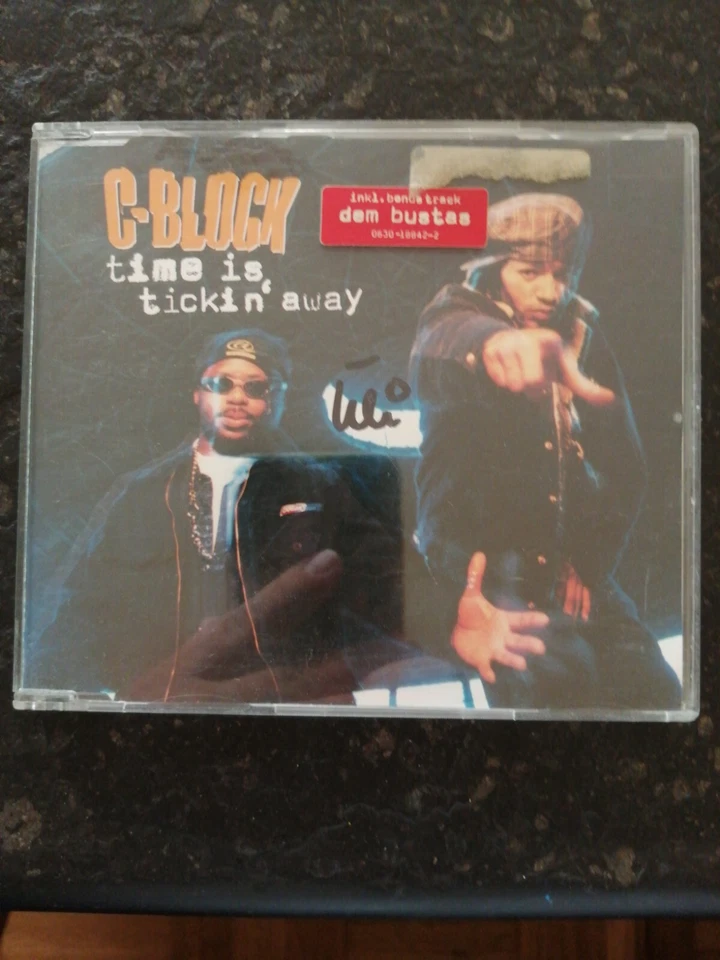 C-BLOCK
time is
tickin' away
inkl. bonus track
dem bustas
0630-18842-2